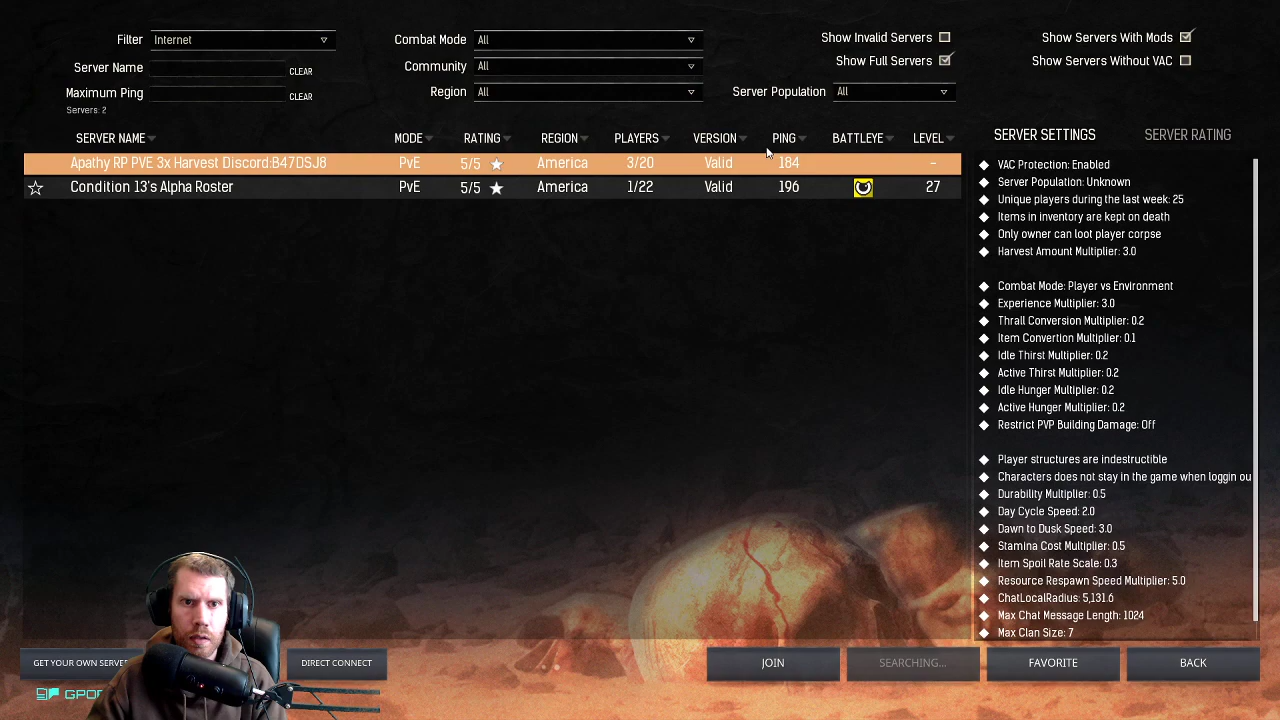 Filter Internet
Server Name CLEAR
Maximum Ping CLEAR
Servers: 2
Combat Mode All
Community All
Region All
Show Invalid Servers
Show Full Servers
Server Population All
Show Servers With Mods
Show Servers Without VAC
SERVER NAME MODE RATING REGION PLAYERS VERSION PING BATTLEYE LEVEL
Apathy RP PVE 3x Harvest Discord:B47DSJ8 PvE 5/5 America 3/20 Valid 184 -
Condition 13's Alpha Roster PvE 5/5 America 1/22 Valid 196 27
SERVER SETTINGS SERVER RATING
VAC Protection: Enabled
Server Population: Unknown
Unique players during the last week: 25
Items in inventory are kept on death
Only owner can loot player corpse
Harvest Amount Multiplier: 3.0
Combat Mode: Player vs Environment
Experience Multiplier: 3.0
Thrall Conversion Multiplier: 0.2
Item Convertion Multiplier: 0.1
Idle Thirst Multiplier: 0.2
Active Thirst Multiplier: 0.2
Idle Hunger Multiplier: 0.2
Active Hunger Multiplier: 0.2
Restrict PVP Building Damage: Off
Player structures are indestructible
Characters does not stay in the game when loggin ou
Durability Multiplier: 0.5
Day Cycle Speed: 2.0
Dawn to Dusk Speed: 3.0
Stamina Cost Multiplier: 0.5
Item Spoil Rate Scale: 0.3
Resource Respawn Speed Multiplier: 5.0
ChatLocalRadius: 5,131.6
Max Chat Message Length: 1024
Max Clan Size: 7
GET YOUR OWN SERVE
DIRECT CONNECT
JOIN
SEARCHING...
FAVORITE
BACK